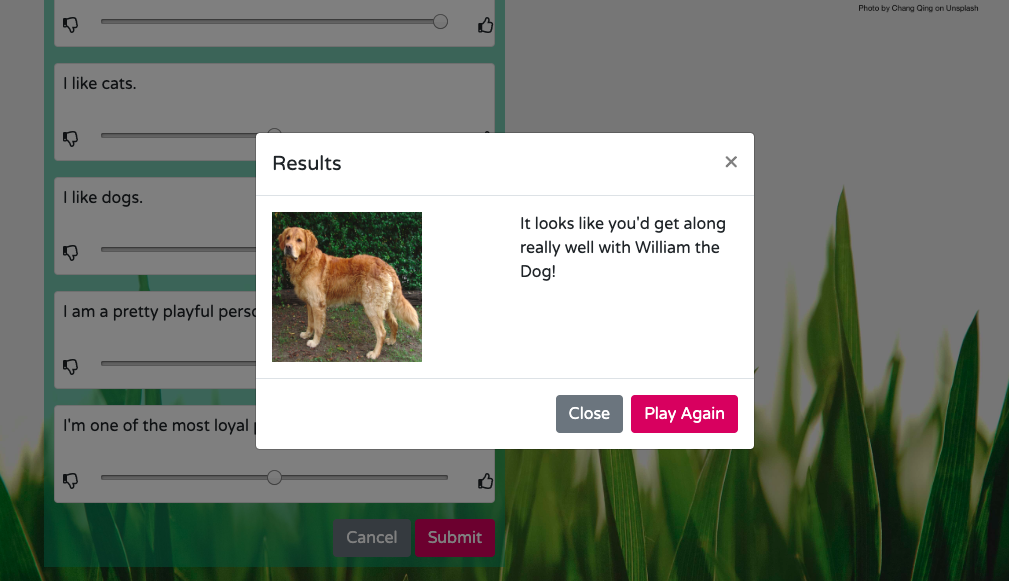 Photo by Chang Qing on Unsplash
I like cats.
I like dogs.
I am a pretty playful perso
I'm one of the most loyal p
Results
×
It looks like you'd get along
really well with William the
Dog!
Close
Play Again
Cancel
Submit